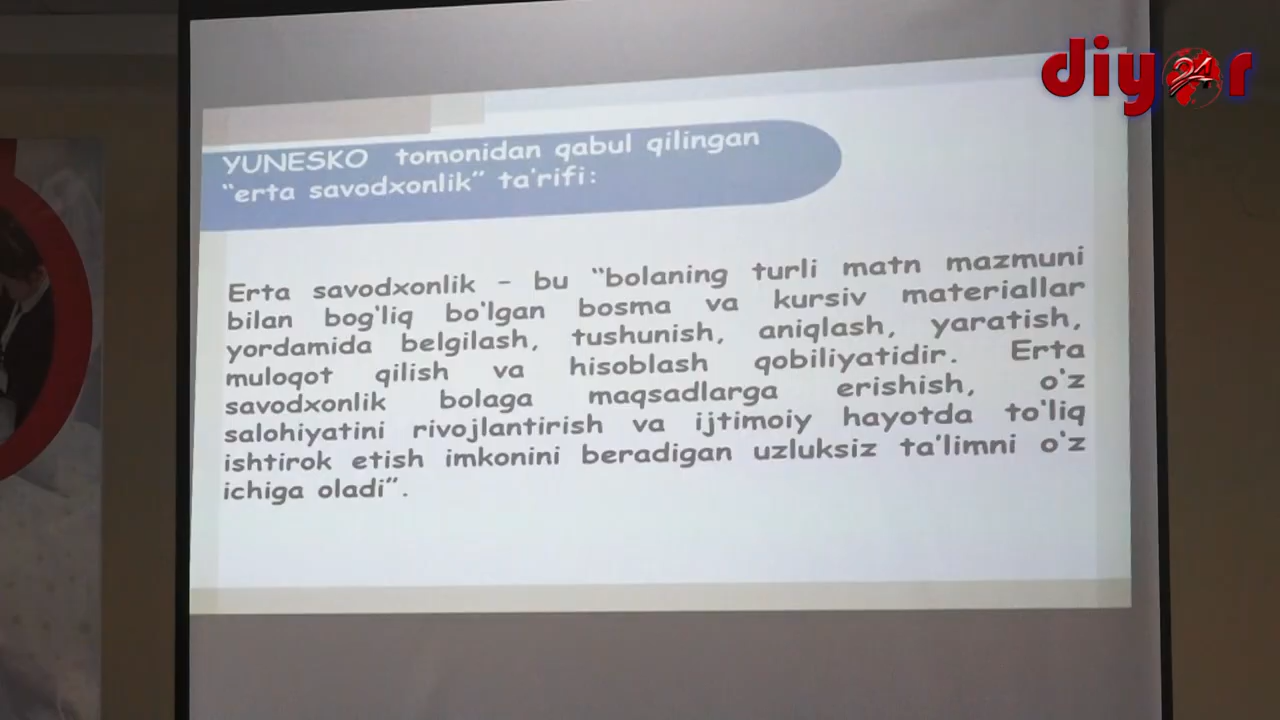 diyor 24
YUNESKO tomonidan qabul qilingan
“erta savodxonlik” ta’rifi:
Erta savodxonlik – bu “bolaning turli matn mazmuni
bilan bog‘liq bo‘lgan bosma va kursiv materiallar
yordamida belgilash, tushunish, aniqlash, yaratish,
muloqot qilish va hisoblash qobiliyatidir. Erta
savodxonlik bolaga maqsadlarga erishish, o‘z
salohiyatini rivojlantirish va ijtimoiy hayotda to‘liq
ishtirok etish imkonini beradigan uzluksiz ta’limni o‘z
ichiga oladi”.